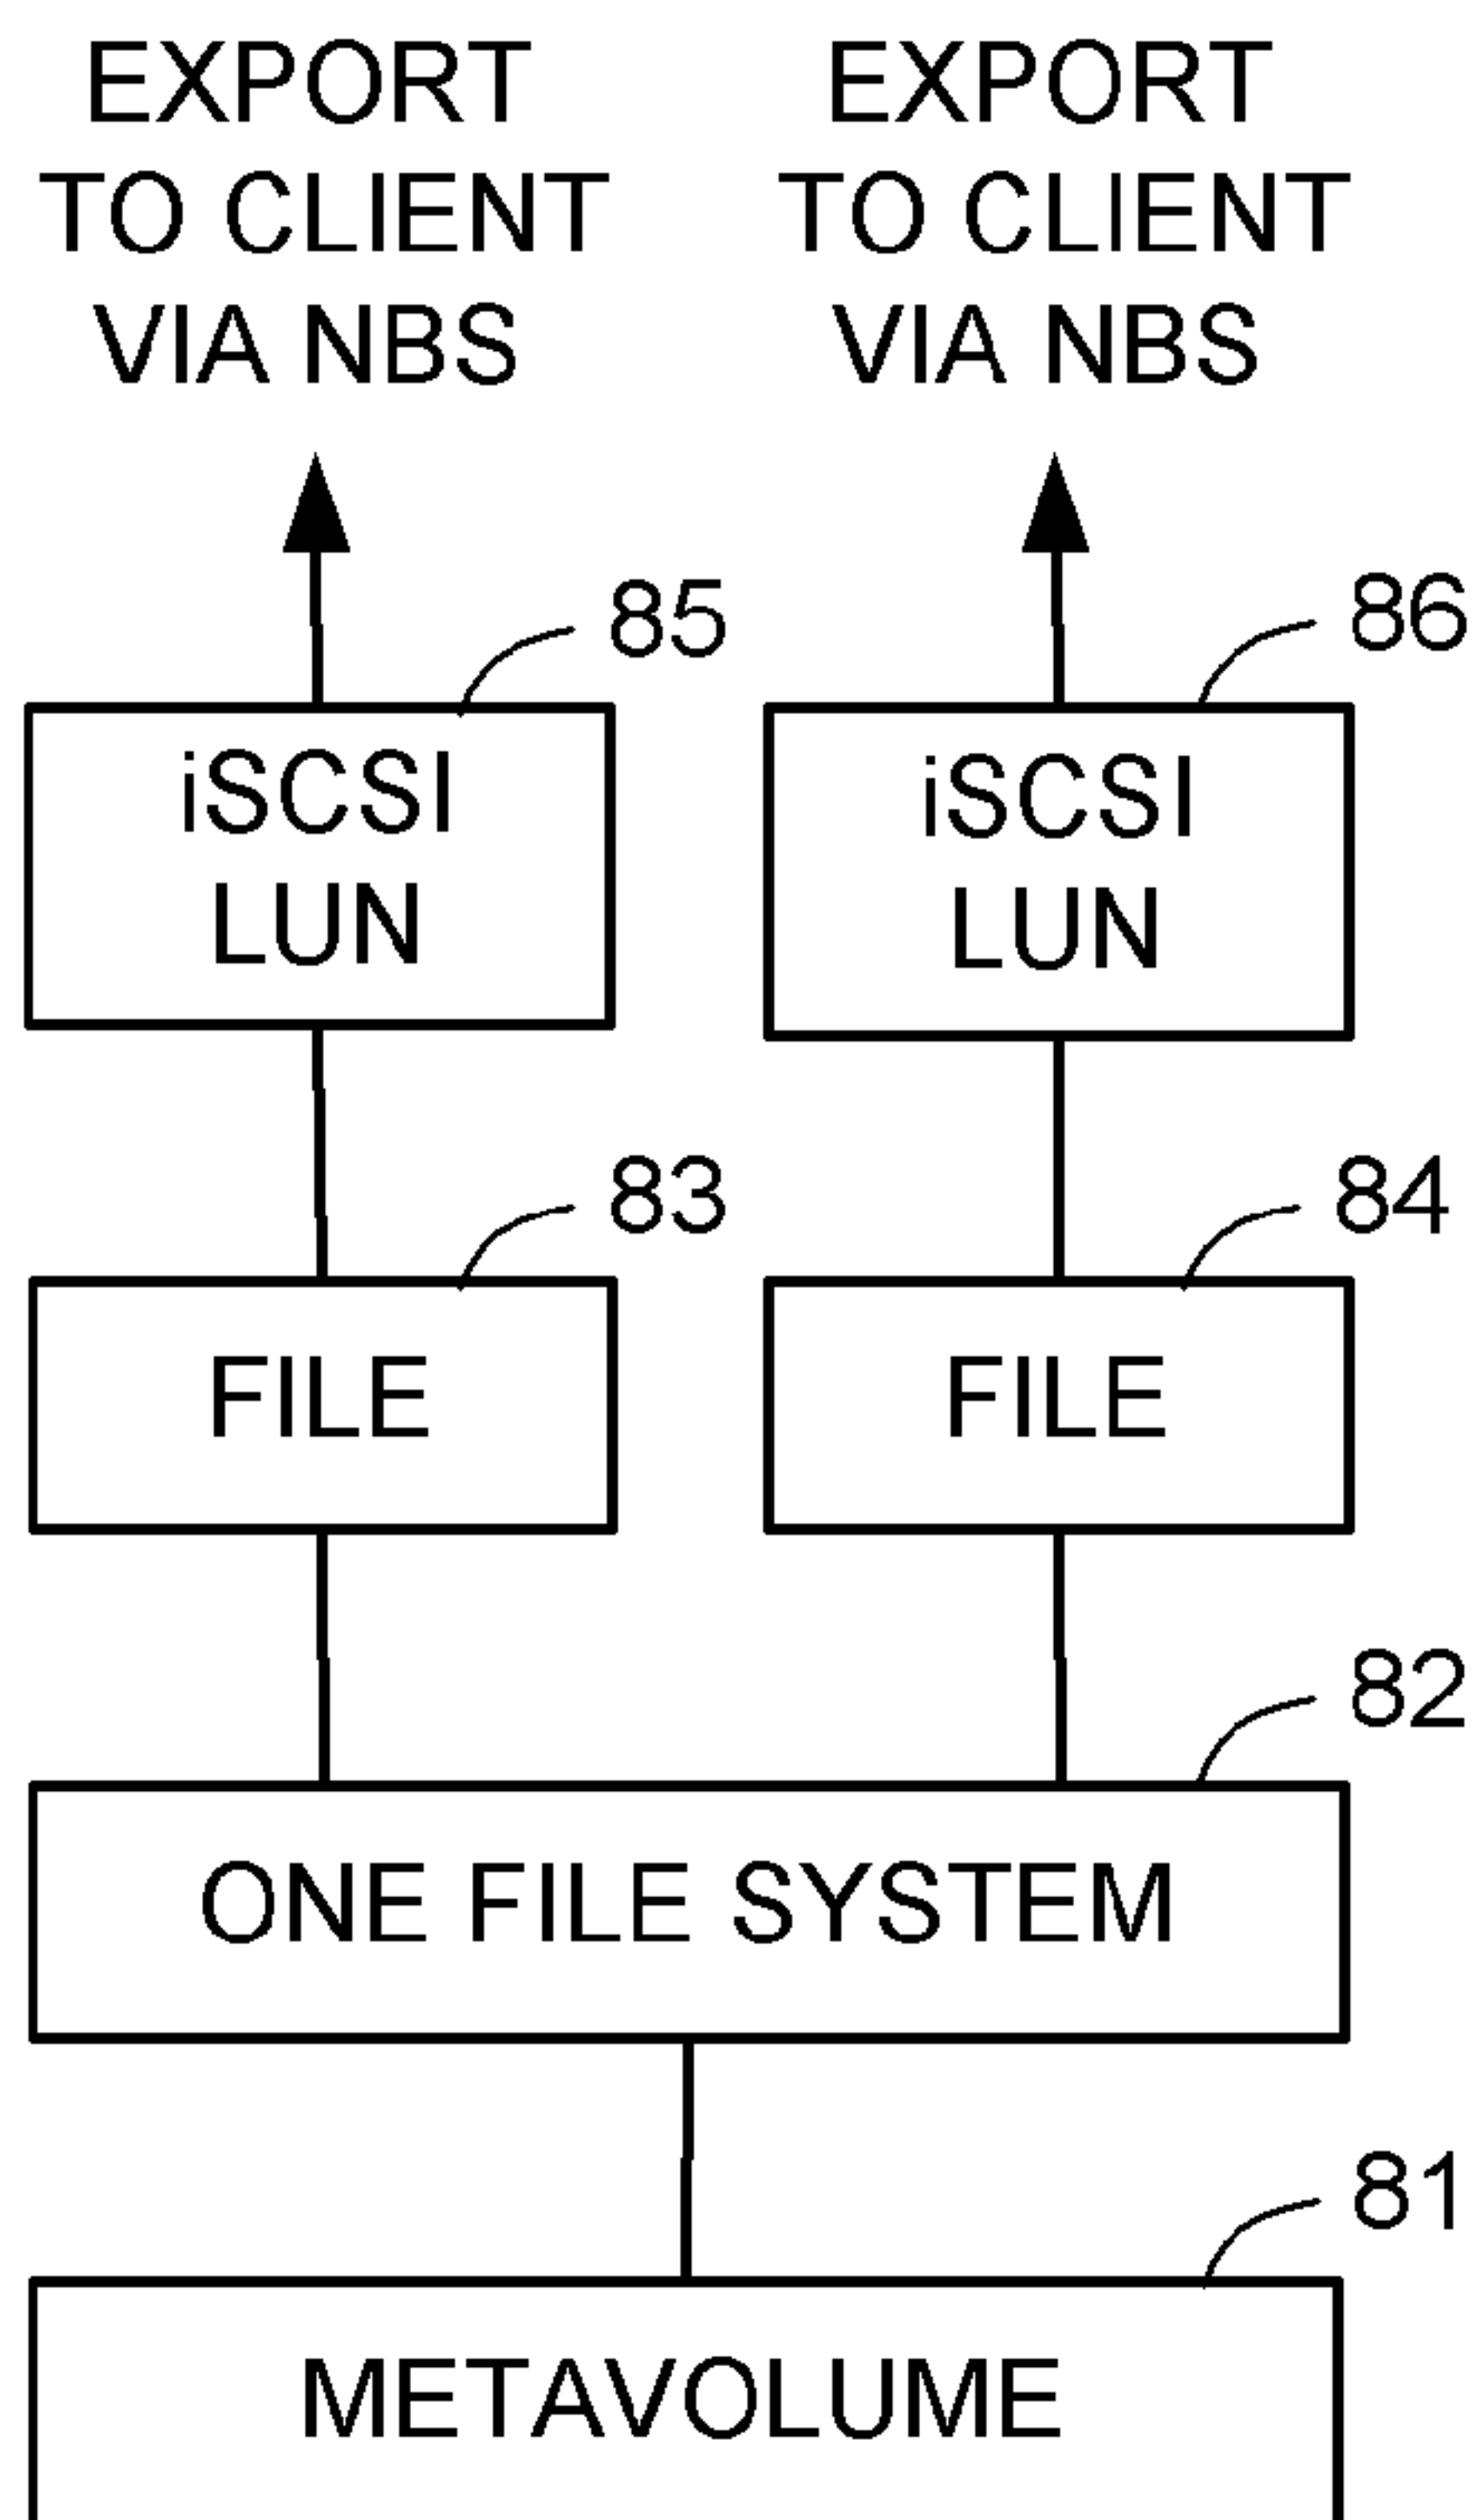 EXPORT
TO CLIENT
VIA NBS
EXPORT
TO CLIENT
VIA NBS
85
86
iSCSI
LUN
iSCSI
LUN
83
84
FILE
FILE
82
ONE FILE SYSTEM
81
METAVOLUME